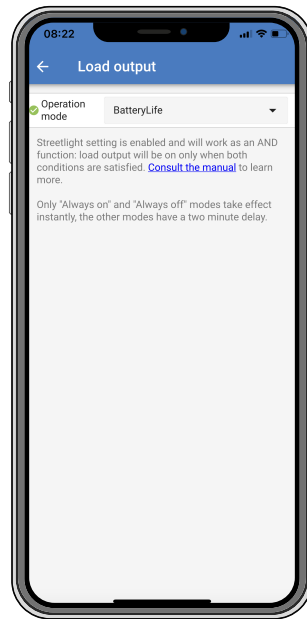 08:22
Load output
Operation
mode
BatteryLife
Streetlight setting is enabled and will work as an AND
function: load output will be on only when both
conditions are satisfied. Consult the manual to learn
more.
Only "Always on" and "Always off" modes take effect
instantly, the other modes have a two minute delay.